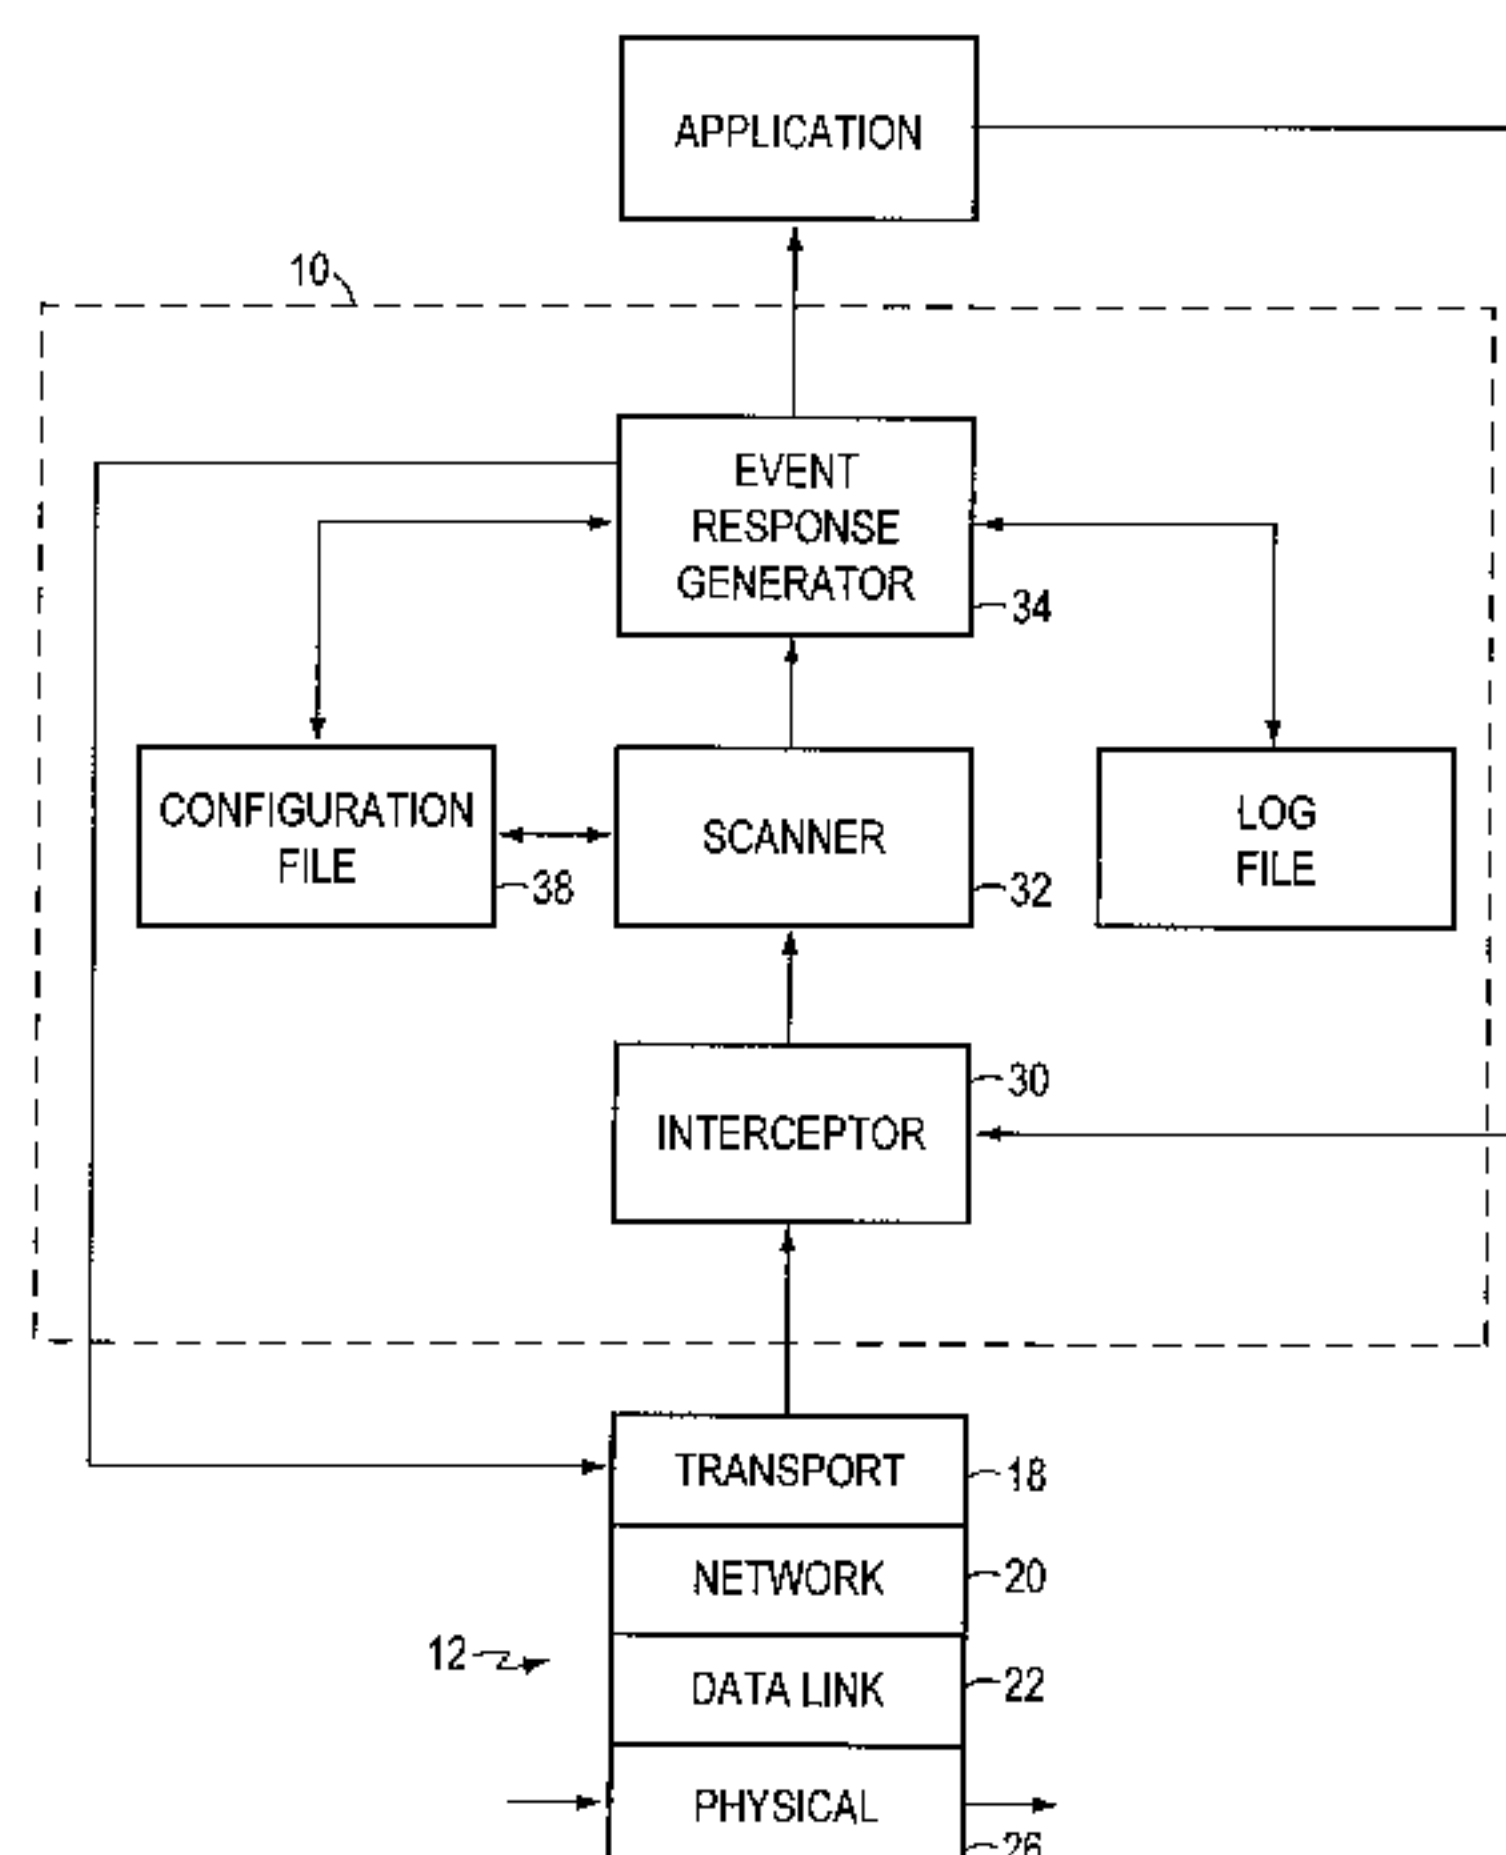 APPLICATION
10
EVENT
RESPONSE
GENERATOR
34
CONFIGURATION
FILE
38
SCANNER
32
LOG
FILE
30
INTERCEPTOR
TRANSPORT
18
NETWORK
20
12
DATA LINK
22
PHYSICAL
26